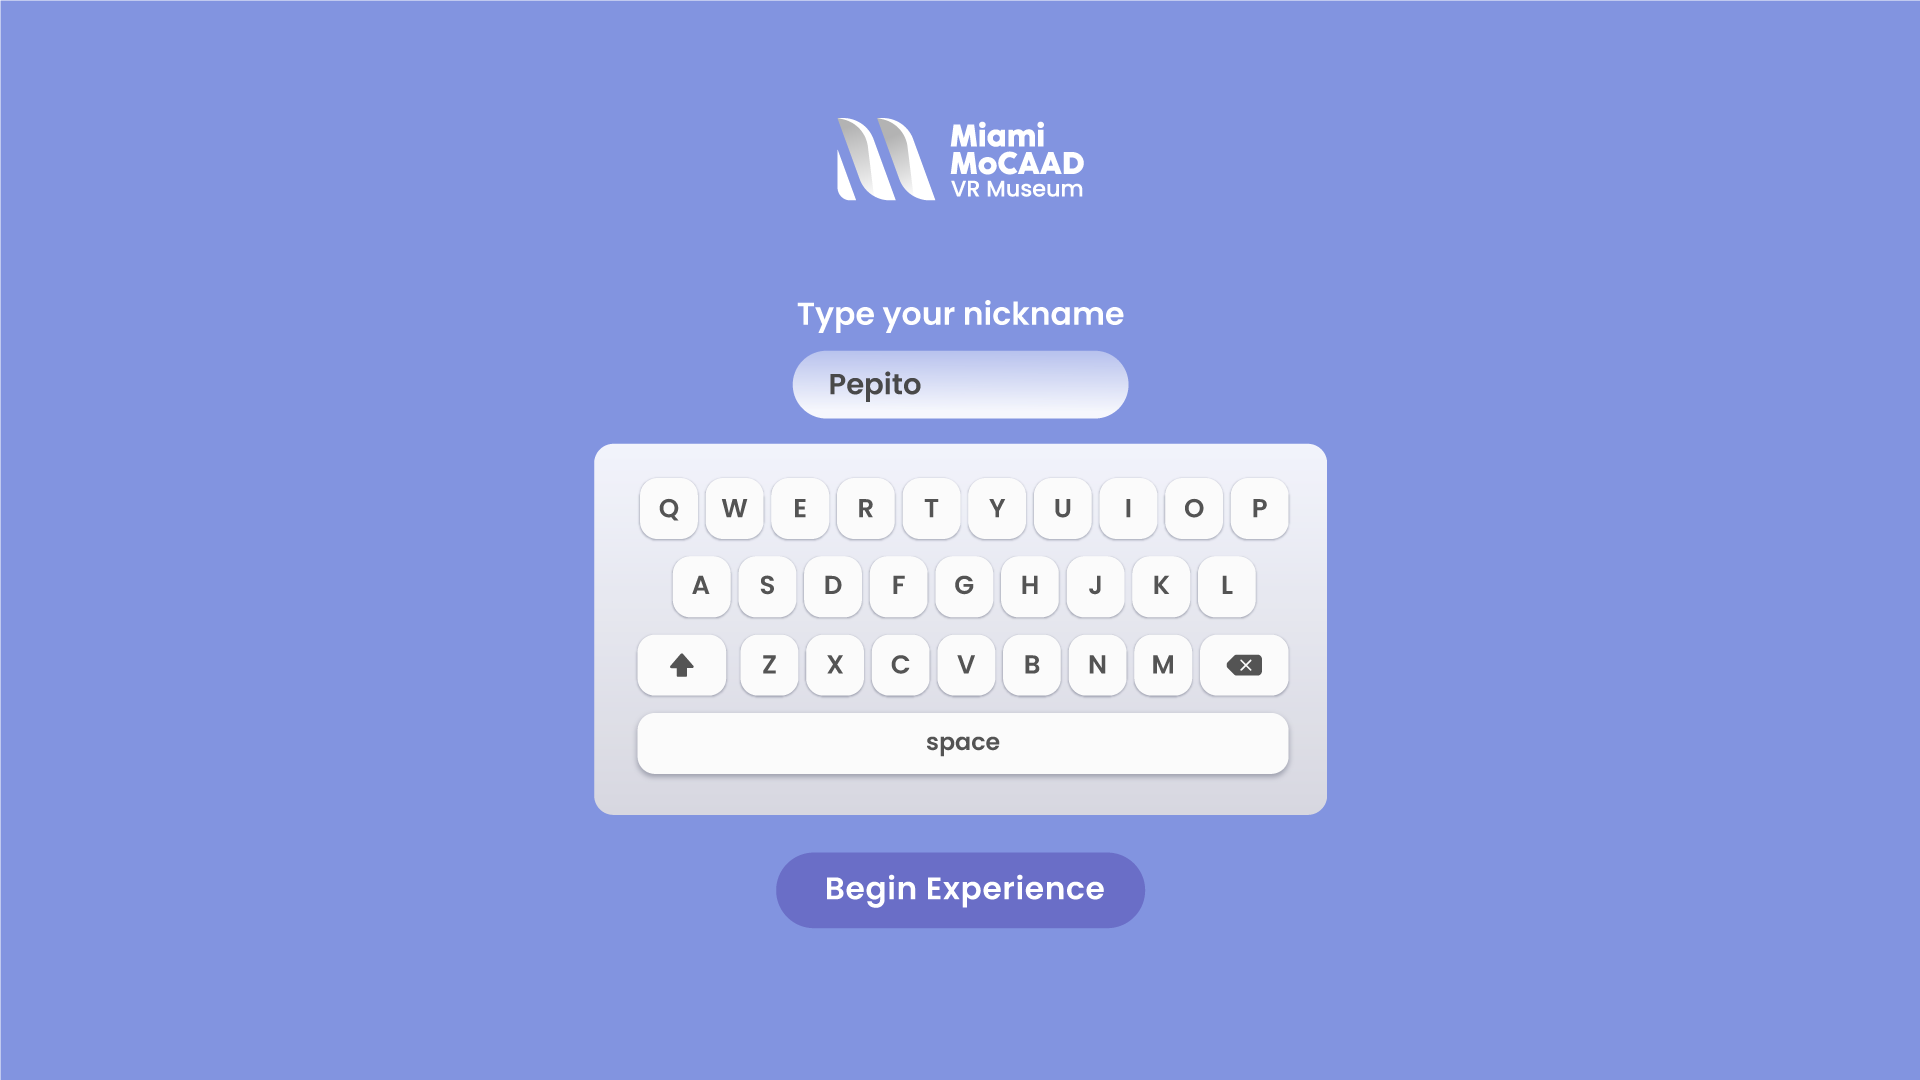 Miami
MoCAAD
VR Museum
Type your nickname
Pepito
Q W E R T Y U I O P
A S D F G H J K L
Z X C V B N M
space
Begin Experience